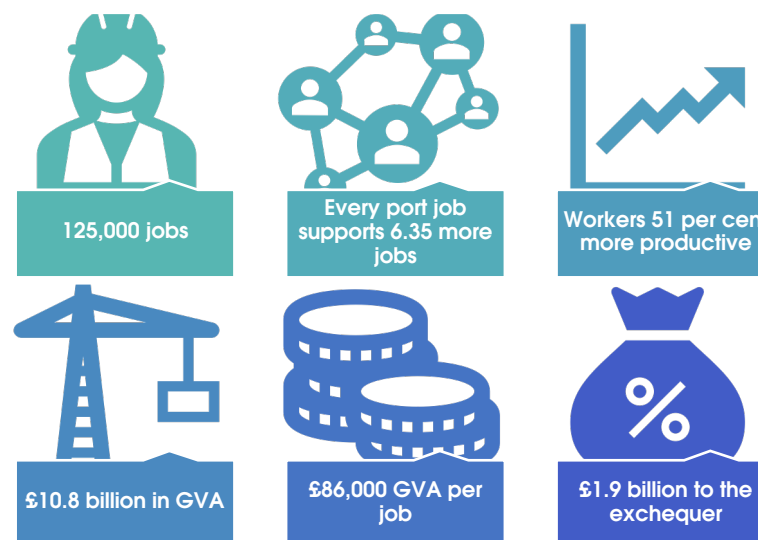 125,000 jobs
Every port job
supports 6.35 more
jobs
Workers 51 per cen
more productive
£10.8 billion in GVA
£86,000 GVA per
job
£1.9 billion to the
exchequer
%